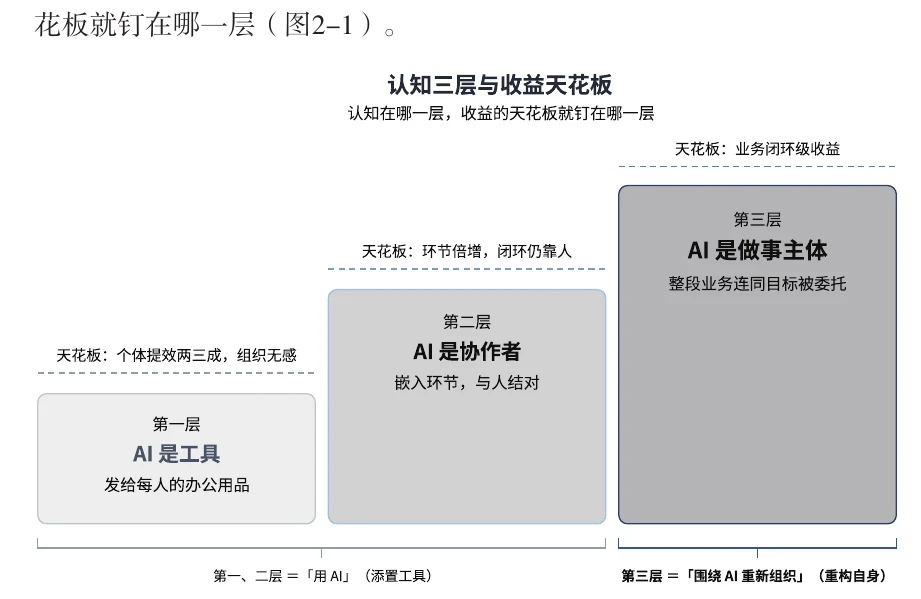 花板就钉在哪一层（图2–1）。
认知三层与收益天花板
认知在哪一层，收益的天花板就钉在哪一层
天花板：业务闭环级收益
第三层
AI 是做事主体
整段业务连同目标被委托
天花板：环节倍增，闭环仍靠人
第二层
AI 是协作者
嵌入环节，与人结对
天花板：个体提效两三成，组织无感
第一层
AI 是工具
发给每人的办公用品
第一、二层＝「用 AI」（添置工具）
第三层＝「围绕 AI 重新组织」（重构自身）